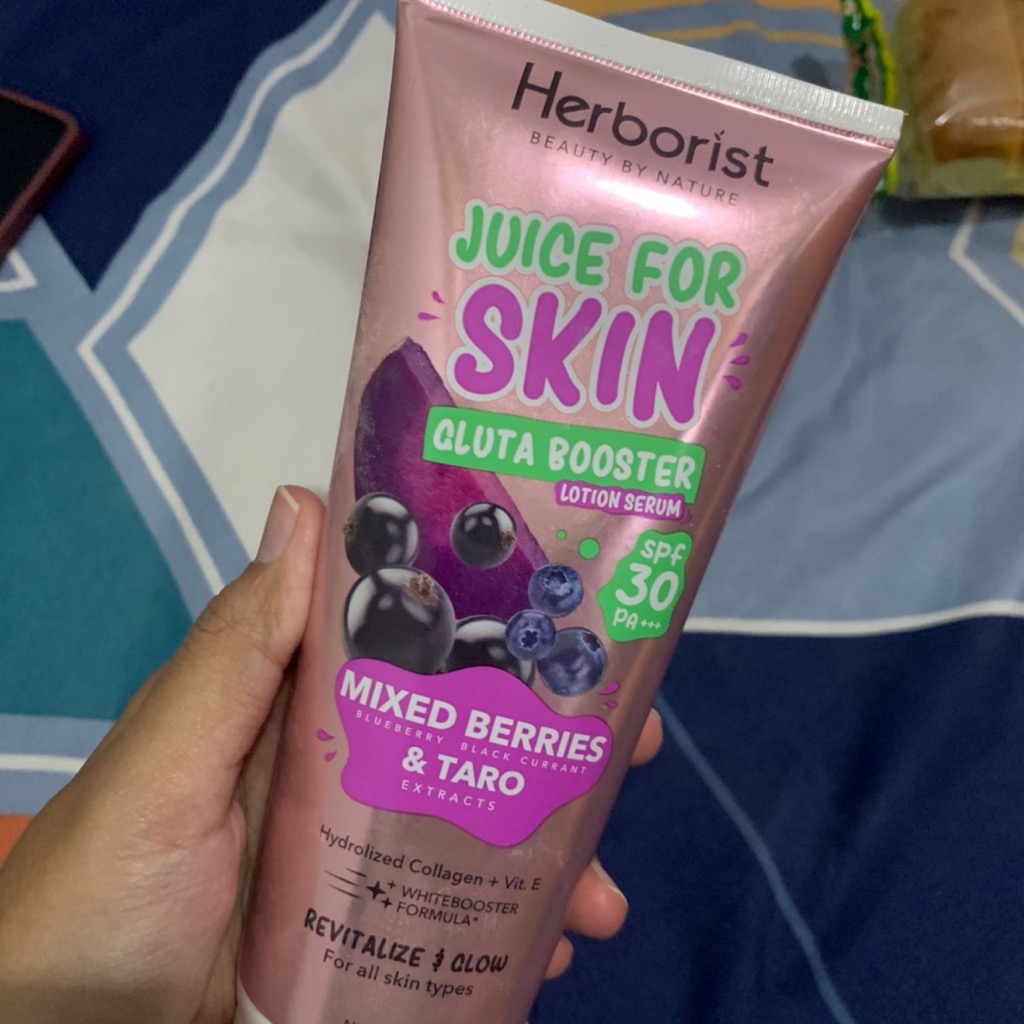 Herborist
BEAUTY BY NATURE
JUICE FOR
SKIN
GLUTA BOOSTER
LOTION SERUM
spf
30
PA+++
MIXED BERRIES
BLUEBERRY BLACK CURRANT
& TARO
EXTRACTS
Hydrolized Collagen + Vit. E
WHITEBOOSTER
FORMULA*
REVITALIZE & GLOW
For all skin types